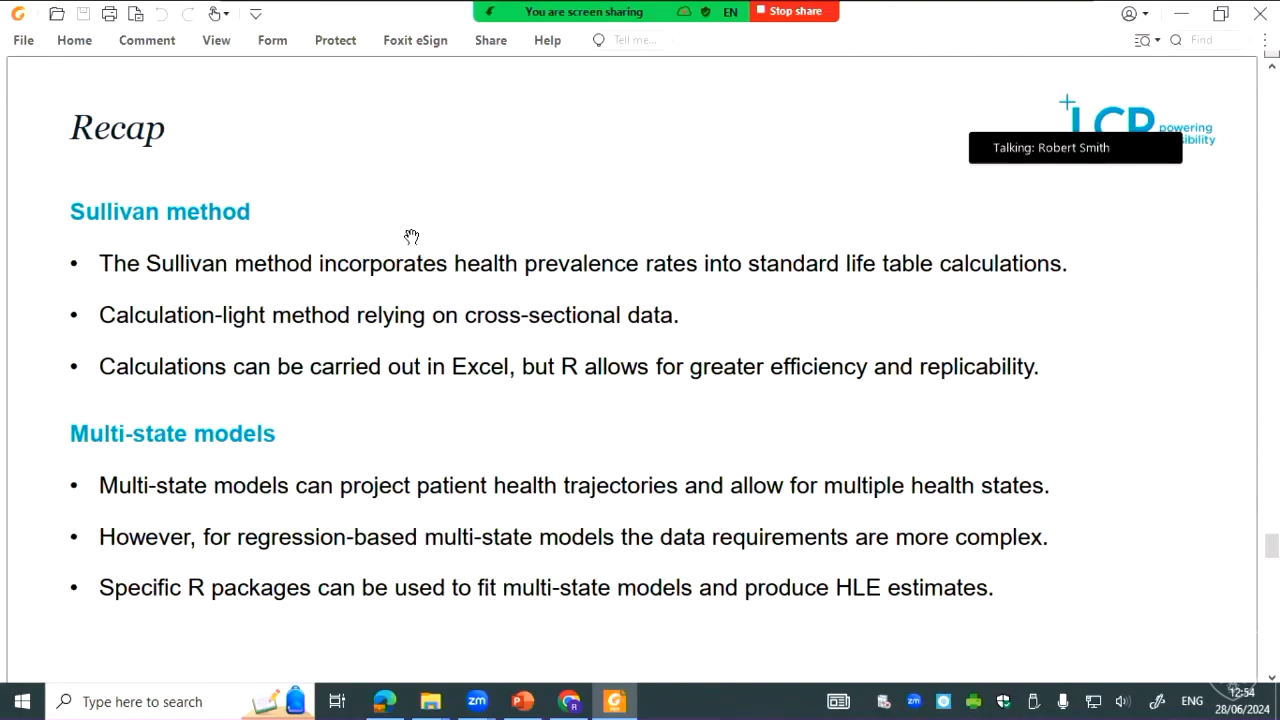 You are screen sharing
EN
Stop share
File
Home
Comment
View
Form
Protect
Foxit eSign
Share
Help
Tell me...
Find
Recap
LCP powering
Talking: Robert Smith
Sullivan method
• The Sullivan method incorporates health prevalence rates into standard life table calculations.
• Calculation-light method relying on cross-sectional data.
• Calculations can be carried out in Excel, but R allows for greater efficiency and replicability.
Multi-state models
• Multi-state models can project patient health trajectories and allow for multiple health states.
• However, for regression-based multi-state models the data requirements are more complex.
• Specific R packages can be used to fit multi-state models and produce HLE estimates.
Type here to search
zm
ENG
12:54
28/06/2024